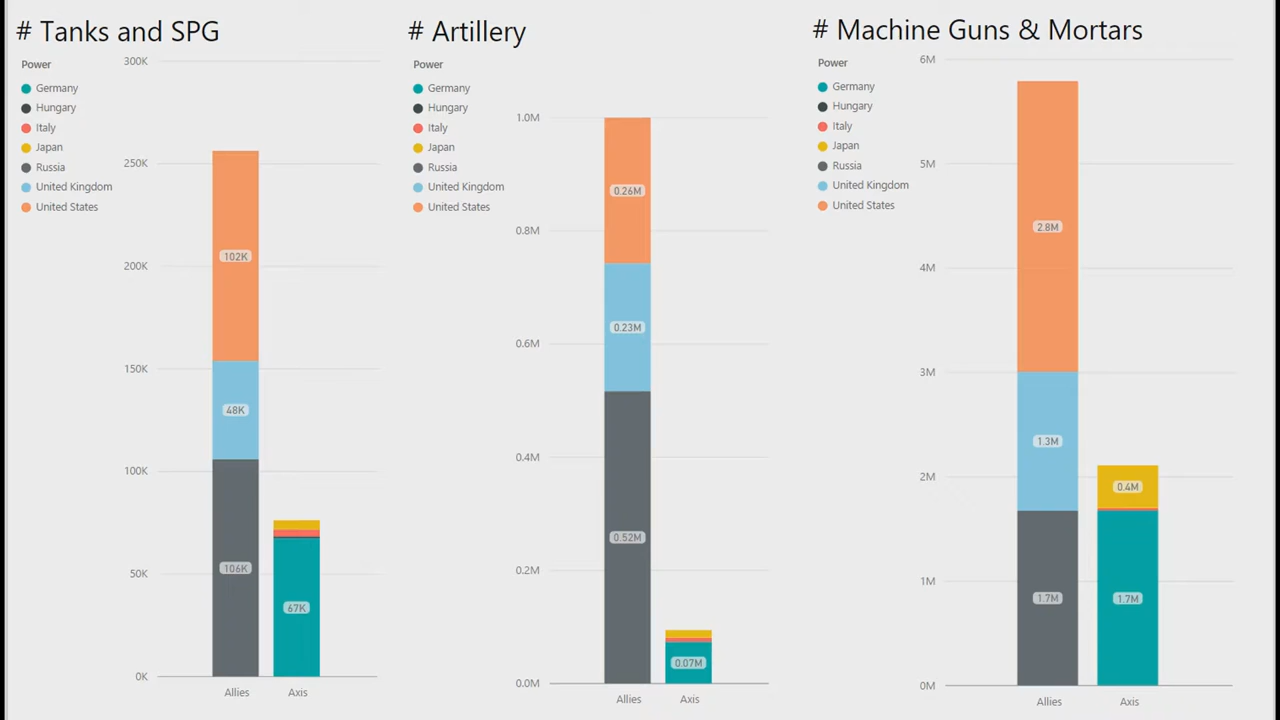 # Tanks and SPG
Power
Germany
Hungary
Italy
Japan
Russia
United Kingdom
United States
300K
250K
200K
150K
100K
50K
0K
102K
48K
106K
67K
Allies
Axis
# Artillery
Power
Germany
Hungary
Italy
Japan
Russia
United Kingdom
United States
1.0M
0.8M
0.6M
0.4M
0.2M
0.0M
0.26M
0.23M
0.52M
0.07M
Allies
Axis
# Machine Guns & Mortars
Power
Germany
Hungary
Italy
Japan
Russia
United Kingdom
United States
6M
5M
4M
3M
2M
1M
0M
2.8M
1.3M
1.7M
0.4M
1.7M
Allies
Axis